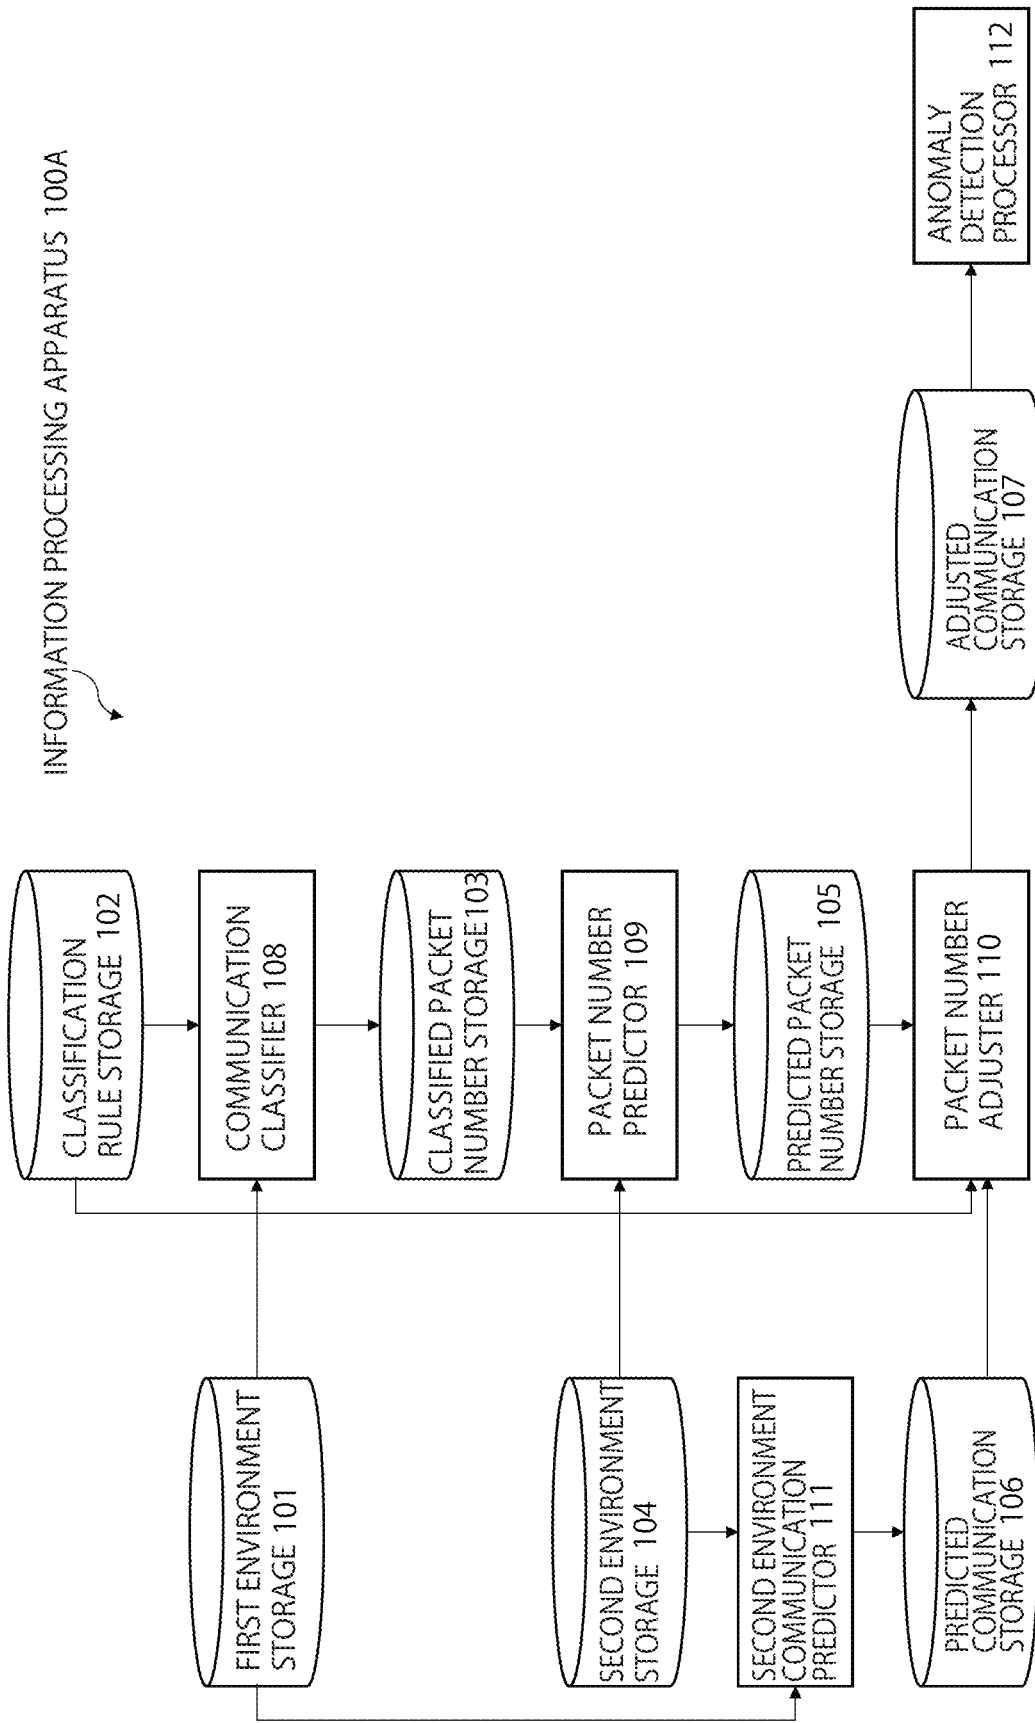 INFORMATION PROCESSING APPARATUS 100A
FIRST ENVIRONMENT
STORAGE 101
CLASSIFICATION
RULE STORAGE 102
COMMUNICATION
CLASSIFIER 108
CLASSIFIED PACKET
NUMBER STORAGE103
SECOND ENVIRONMENT
STORAGE 104
PACKET NUMBER
PREDICTOR 109
SECOND ENVIRONMENT
COMMUNICATION
PREDICTOR 111
PREDICTED PACKET
NUMBER STORAGE 105
PREDICTED
COMMUNICATION
STORAGE 106
PACKET NUMBER
ADJUSTER 110
ADJUSTED
COMMUNICATION
STORAGE 107
ANOMALY
DETECTION
PROCESSOR 112